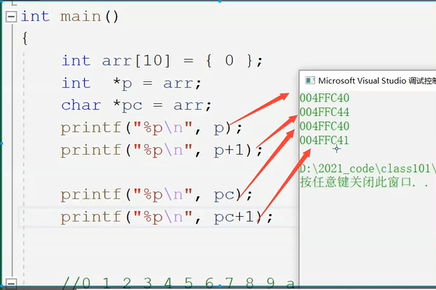 int main()
{
int arr[10] = { 0 };
int *p = arr;
char *pc = arr;
printf("%p\n", p);
printf("%p\n", p+1);
printf("%p\n", pc);
printf("%p\n", pc+1);
//0 1 2 3 4 5 6 7 8 9 a
Microsoft Visual Studio 调试控
004FFC40
004FFC44
004FFC40
004FFC41
D:\2021_code\class101\
按任意键关闭此窗口. .